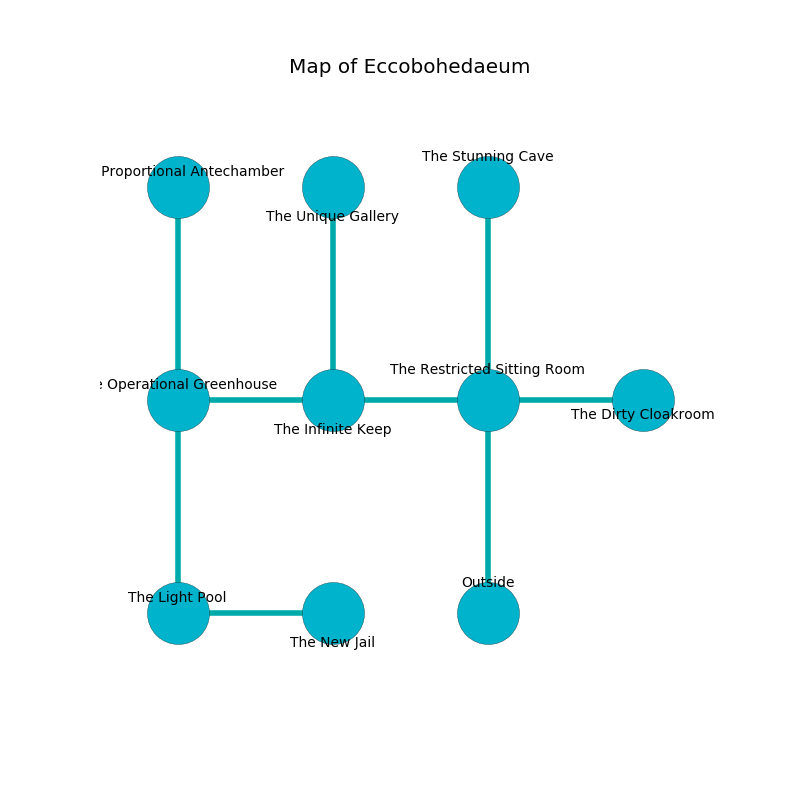 Map of Eccobohedaeum
The Stunning Cave
Proportional Antechamber
The Unique Gallery
The Restricted Sitting Room
Operational Greenhouse
The Dirty Cloakroom
The Infinite Keep
Outside
The Light Pool
The New Jail